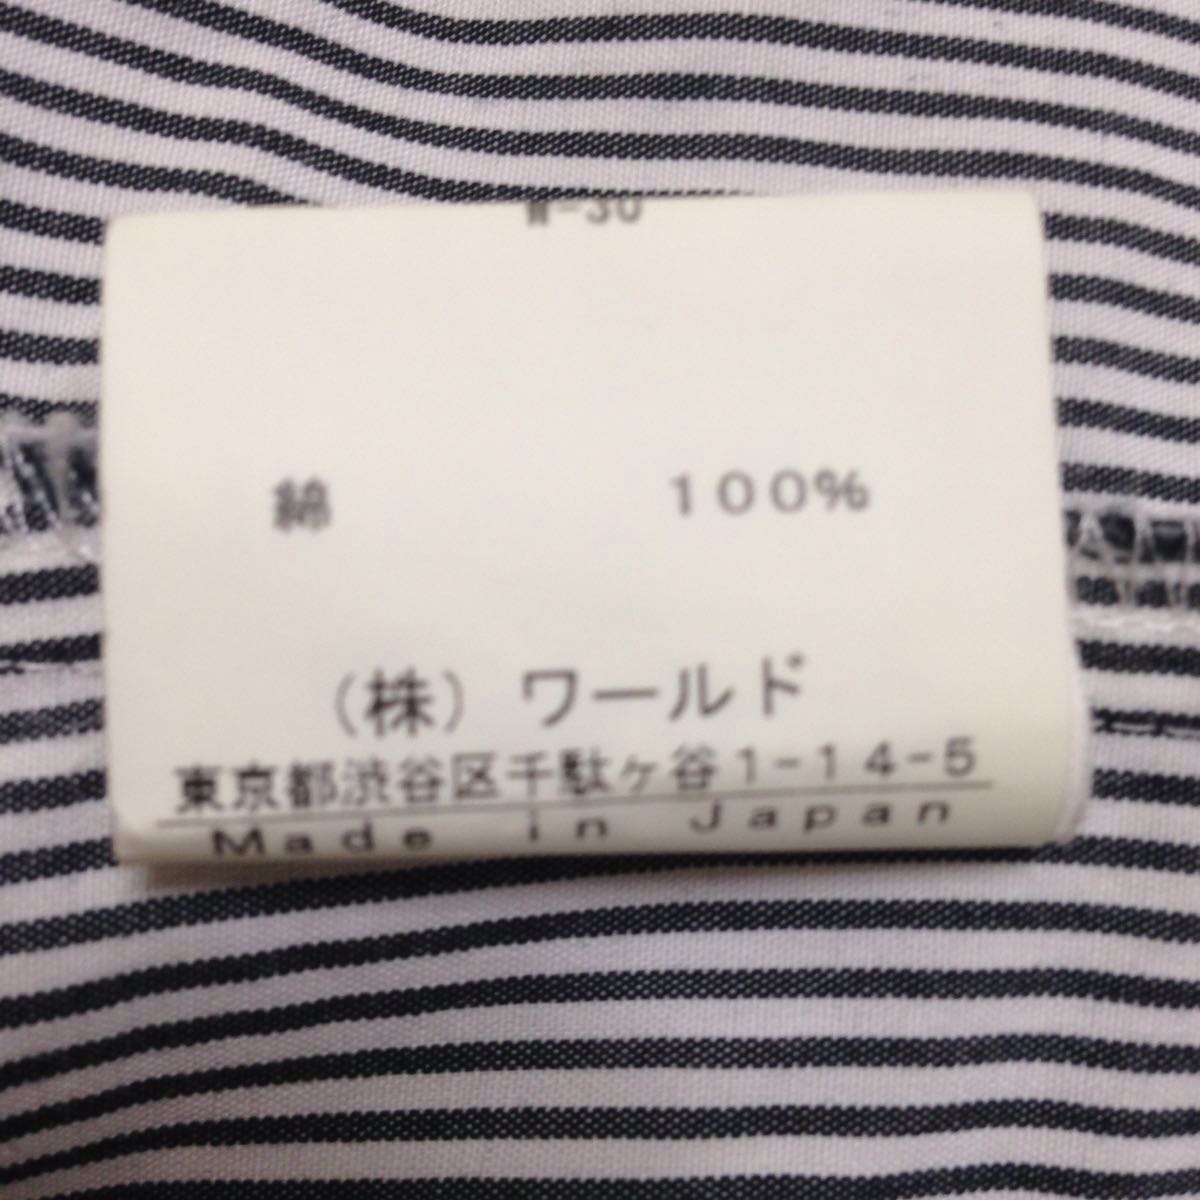 W-30
綿 100%
(株) ワールド
東京都渋谷区千駄ヶ谷1-14-5
Made in Japan